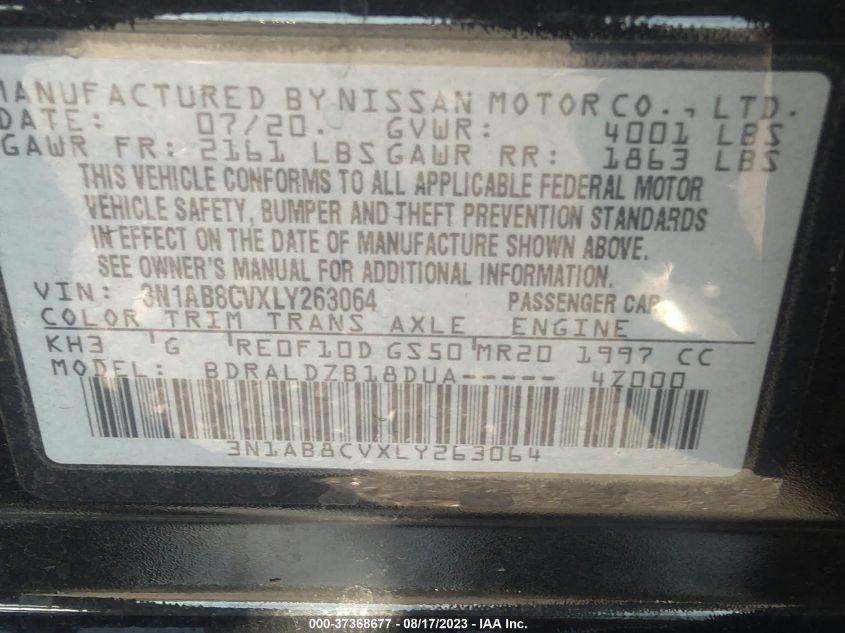 MANUFACTURED BY NISSAN MOTOR CO., LTD.
DATE: 07/20. GVWR: 4001 LBS
GAWR FR: 2161 LBS GAWR RR: 1863 LBS
THIS VEHICLE CONFORMS TO ALL APPLICABLE FEDERAL MOTOR
VEHICLE SAFETY, BUMPER AND THEFT PREVENTION STANDARDS
IN EFFECT ON THE DATE OF MANUFACTURE SHOWN ABOVE.
SEE OWNER'S MANUAL FOR ADDITIONAL INFORMATION.
VIN: 3N1AB8CVXLY263064 PASSENGER CAR
COLOR TRIM TRANS AXLE ENGINE
KH3 G RE0F10D GS50 MR20 1997 CC
MODEL: BDRALDZB18DUA----- 4Z000
3N1AB8CVXLY263064
000-37368677 - 08/17/2023 - IAA Inc.